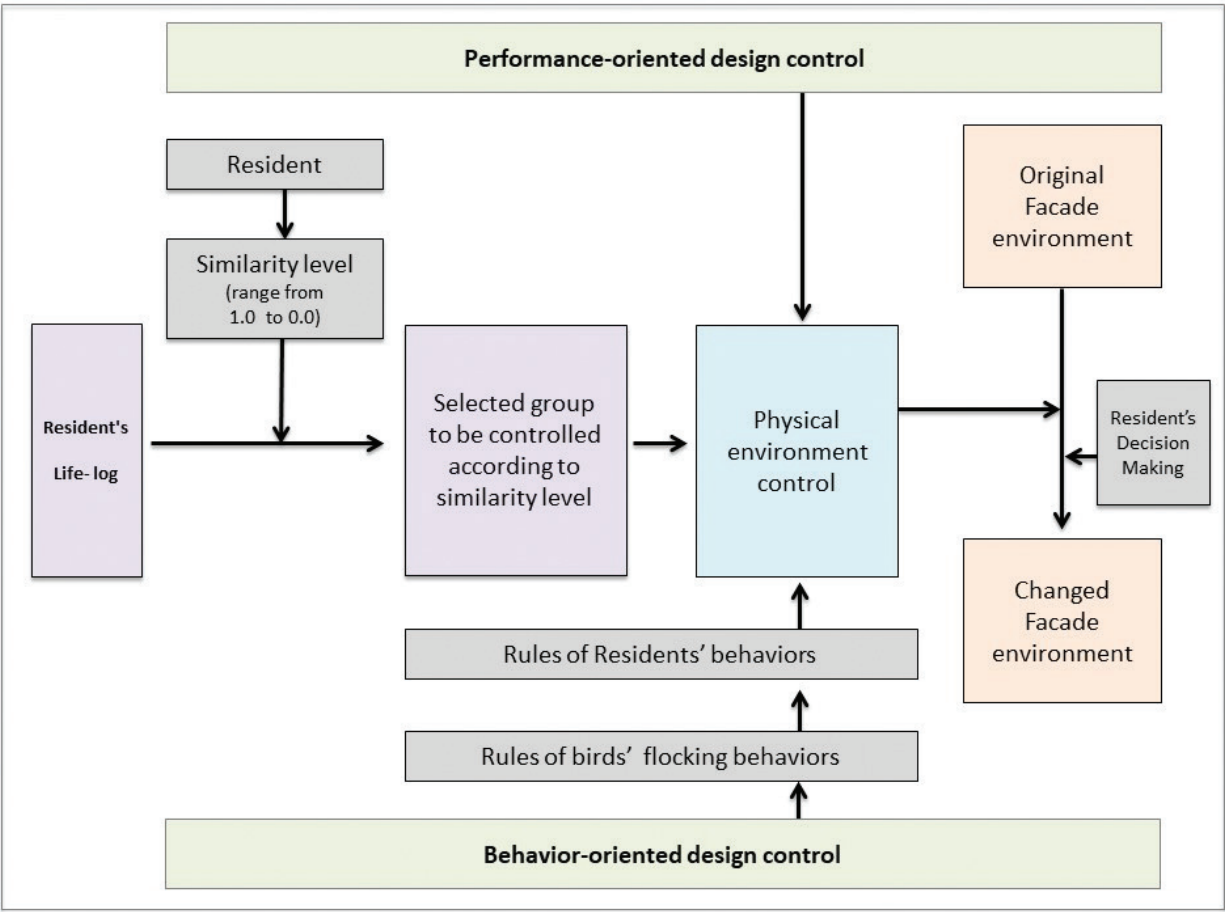 Performance-oriented design control
Resident
Similarity level
(range from
1.0 to 0.0)
Original
Facade
environment
Resident's
Life- log
Selected group
to be controlled
according to
similarity level
Physical
environment
control
Resident’s
Decision
Making
Changed
Facade
environment
Rules of Residents’ behaviors
Rules of birds’ flocking behaviors
Behavior-oriented design control